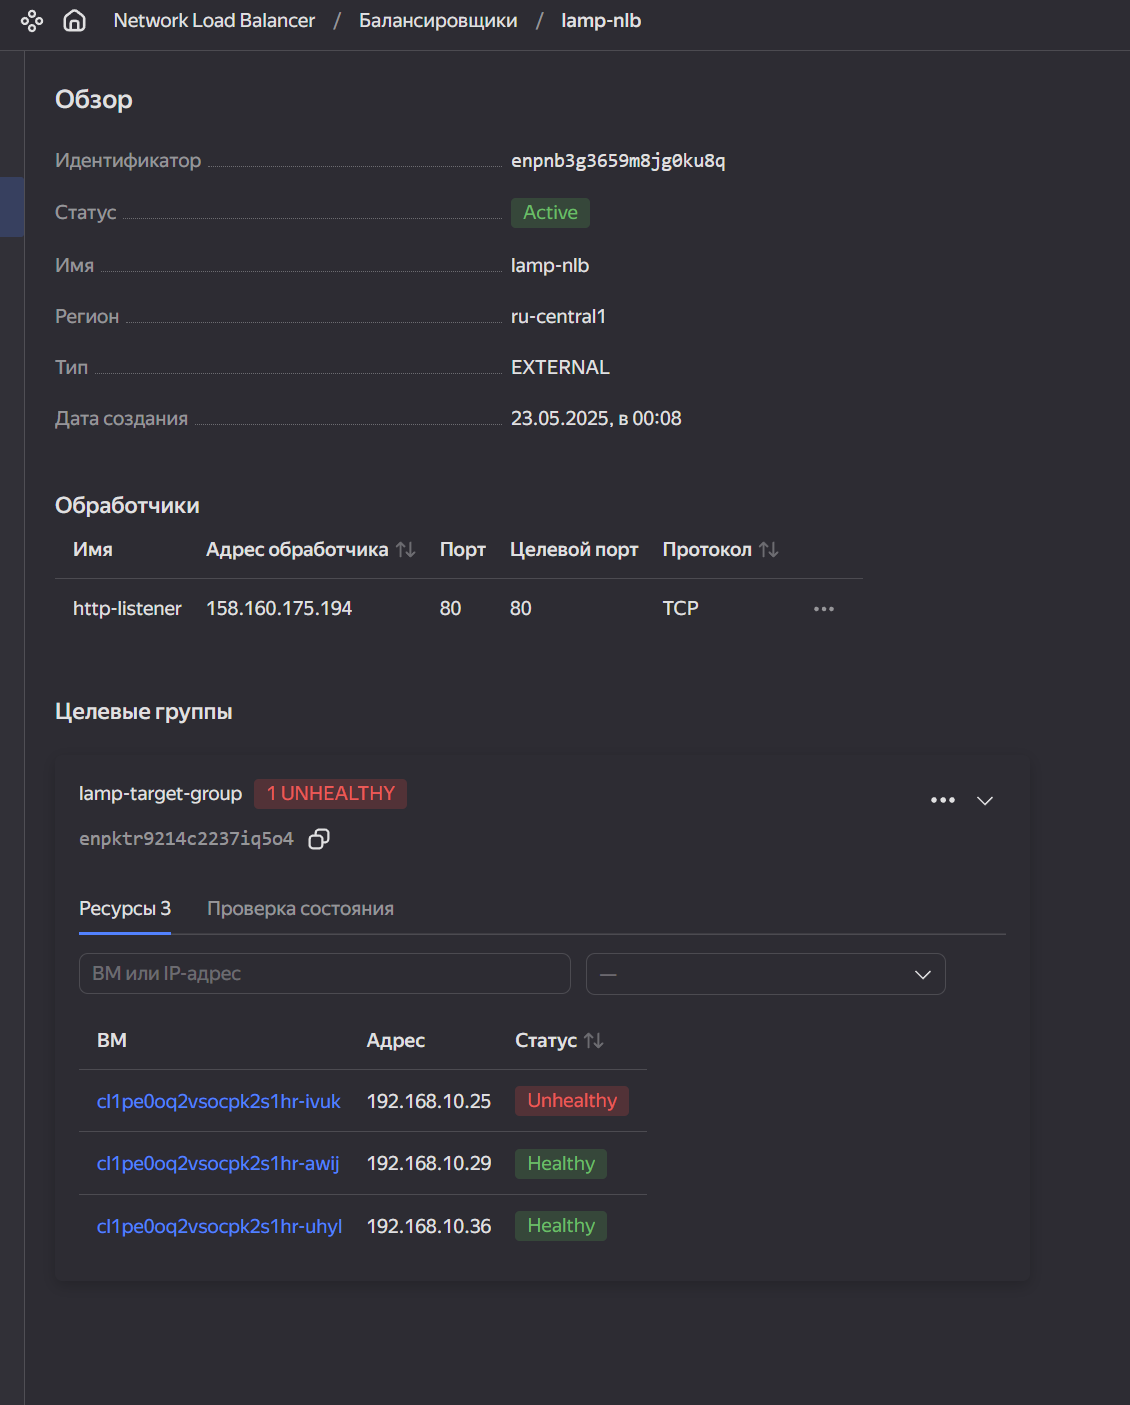 Network Load Balancer / Балансировщики / lamp-nlb
Обзор
Идентификатор enpnb3g3659m8jg0ku8q
Статус Active
Имя lamp-nlb
Регион ru-central1
Тип EXTERNAL
Дата создания 23.05.2025, в 00:08
Обработчики
Имя Адрес обработчика Порт Целевой порт Протокол
http-listener 158.160.175.194 80 80 TCP
Целевые группы
lamp-target-group 1 UNHEALTHY
enpktr9214c2237iq5o4
Ресурсы 3 Проверка состояния
ВМ или IP-адрес —
ВМ Адрес Статус
cl1pe0oq2vsocpk2s1hr-ivuk 192.168.10.25 Unhealthy
cl1pe0oq2vsocpk2s1hr-awij 192.168.10.29 Healthy
cl1pe0oq2vsocpk2s1hr-uhyl 192.168.10.36 Healthy